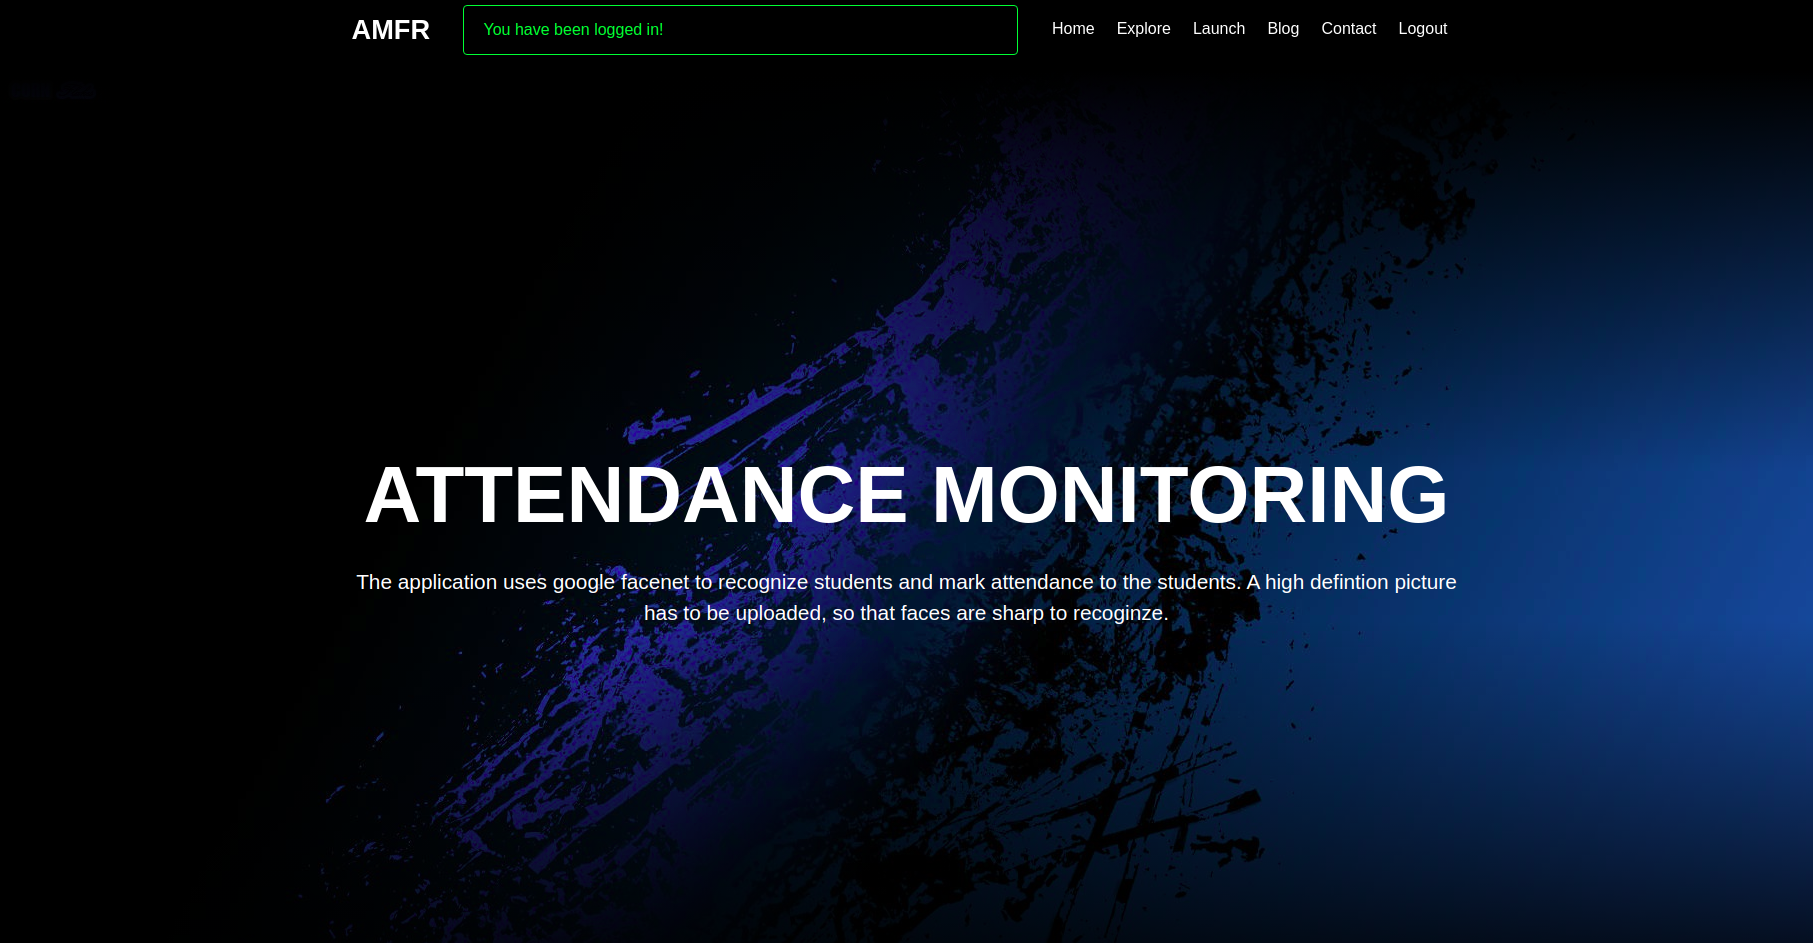 AMFR
You have been logged in!
Home Explore Launch Blog Contact Logout
ATTENDANCE MONITORING
The application uses google facenet to recognize students and mark attendance to the students. A high defintion picture
has to be uploaded, so that faces are sharp to recoginze.